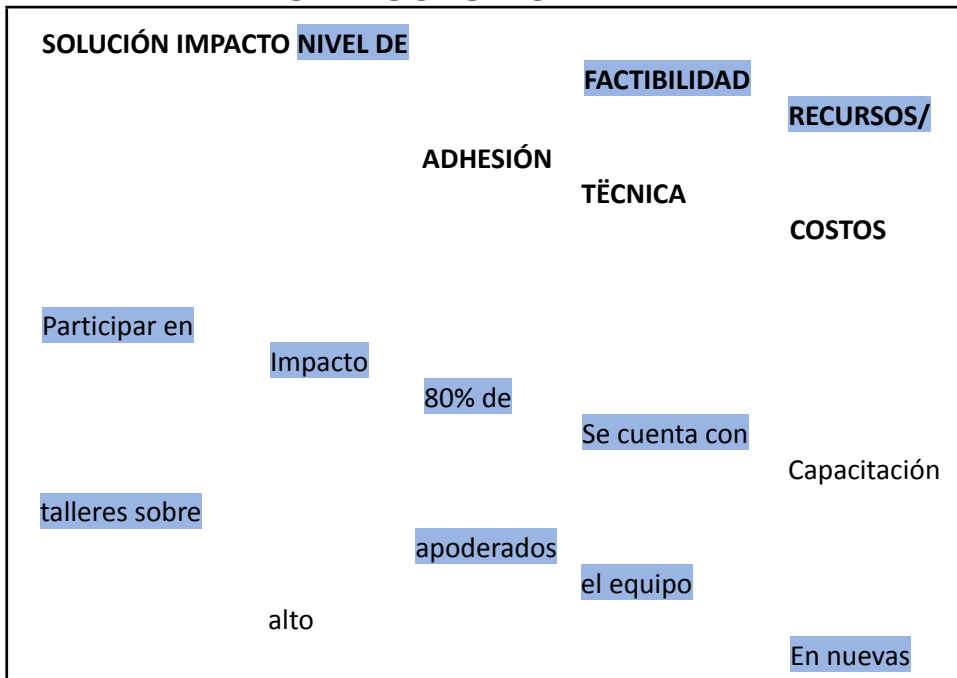 SOLUCIÓN IMPACTO NIVEL DE
FACTIBILIDAD
RECURSOS/
ADHESIÓN
TËCNICA
COSTOS
Participar en
Impacto
80% de
Se cuenta con
Capacitación
talleres sobre
apoderados
el equipo
alto
En nuevas